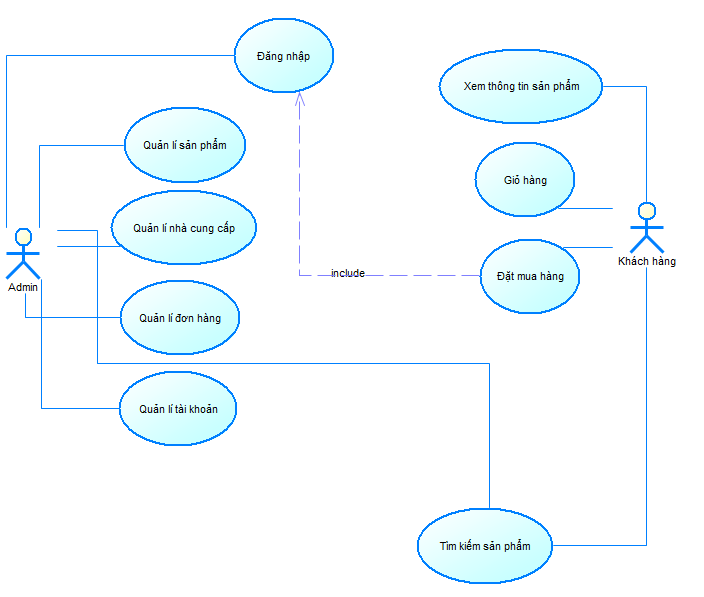 Đăng nhập
Xem thông tin sản phẩm
Quản lí sản phẩm
Giỏ hàng
Quản lí nhà cung cấp
Khách hàng
include
Đặt mua hàng
Admin
Quản lí đơn hàng
Quản lí tài khoản
Tìm kiếm sản phẩm